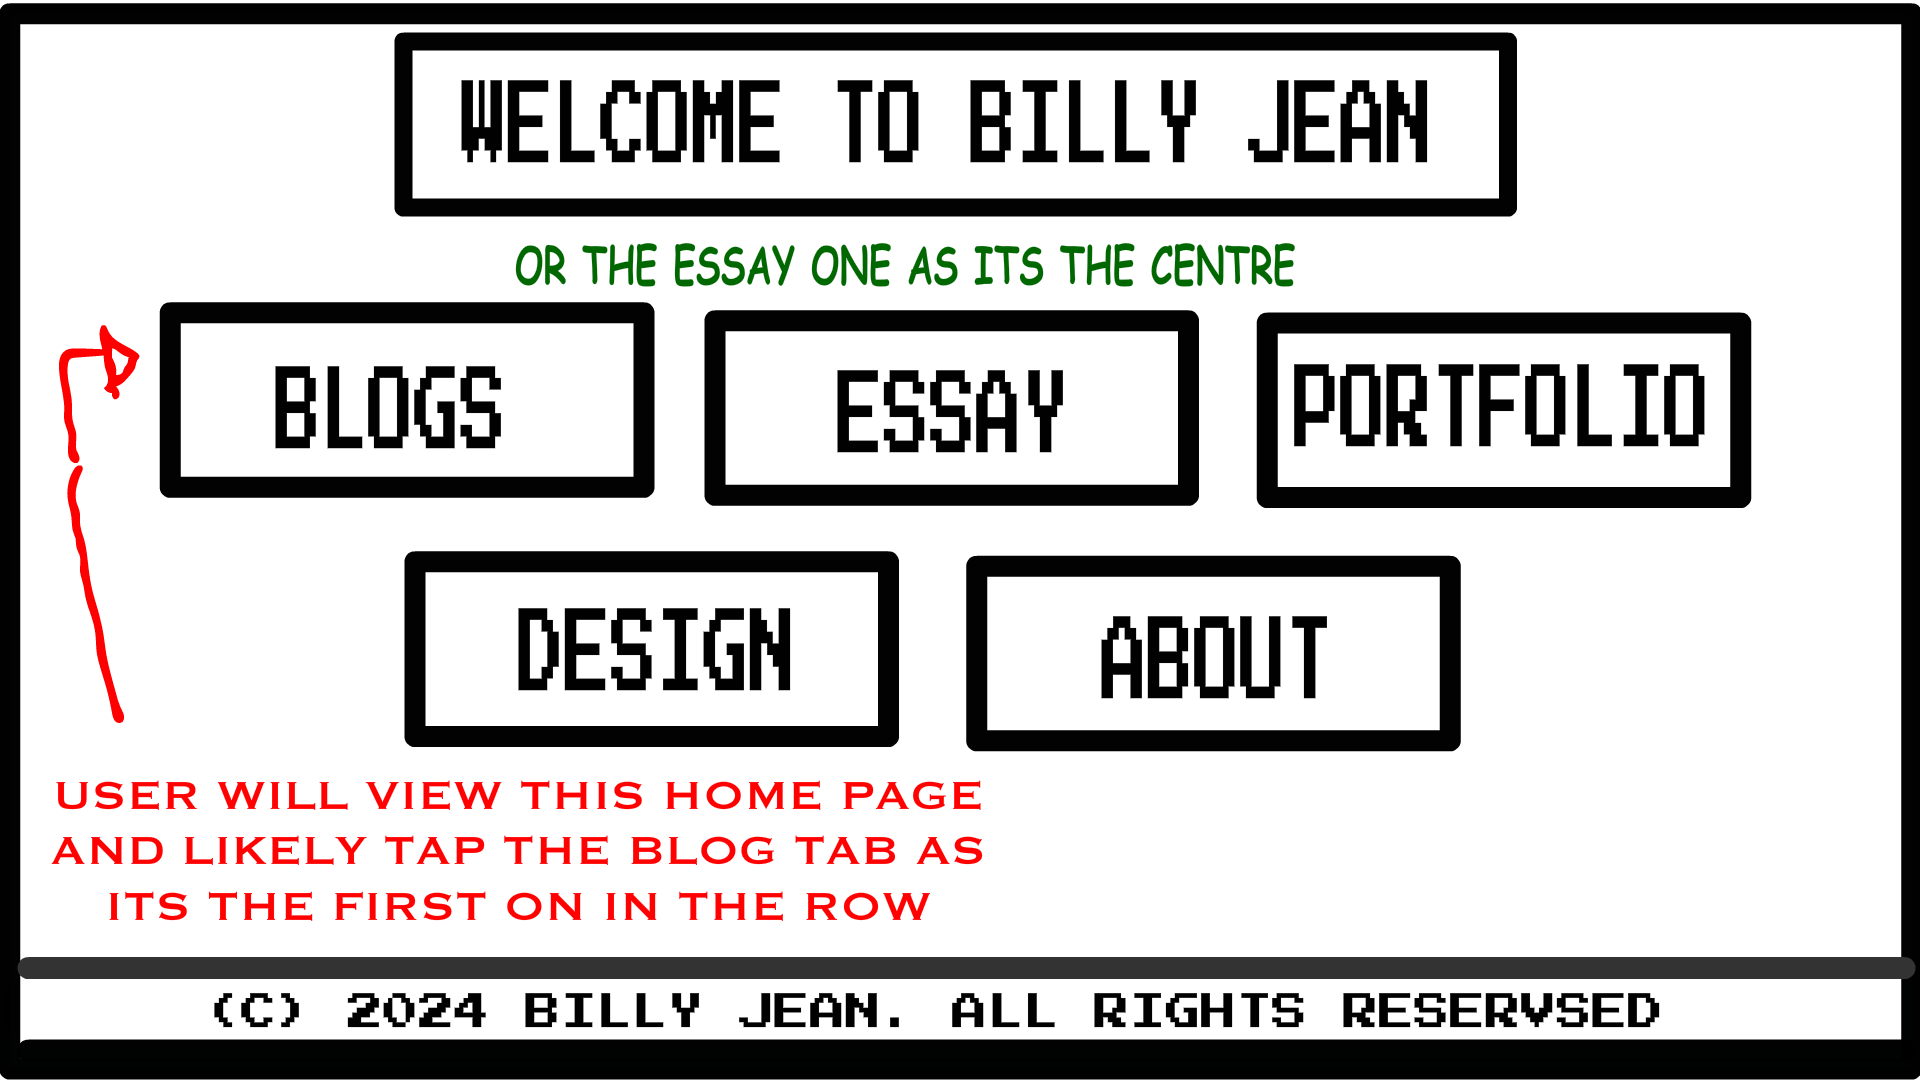 WELCOME TO BILLY JEAN
OR THE ESSAY ONE AS ITS THE CENTRE
BLOGS
ESSAY
PORTFOLIO
DESIGN
ABOUT
USER WILL VIEW THIS HOME PAGE
AND LIKELY TAP THE BLOG TAB AS
ITS THE FIRST ON IN THE ROW
(C) 2024 BILLY JEAN. ALL RIGHTS RESERVSED